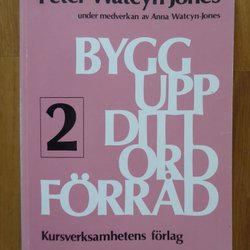 Peter Watcyn-Jones
under medverkan av Anna Watcyn-Jones
BYGG
UPP
2
DITT
ORD
FÖRRÅD
Kursverksamhetens förlag